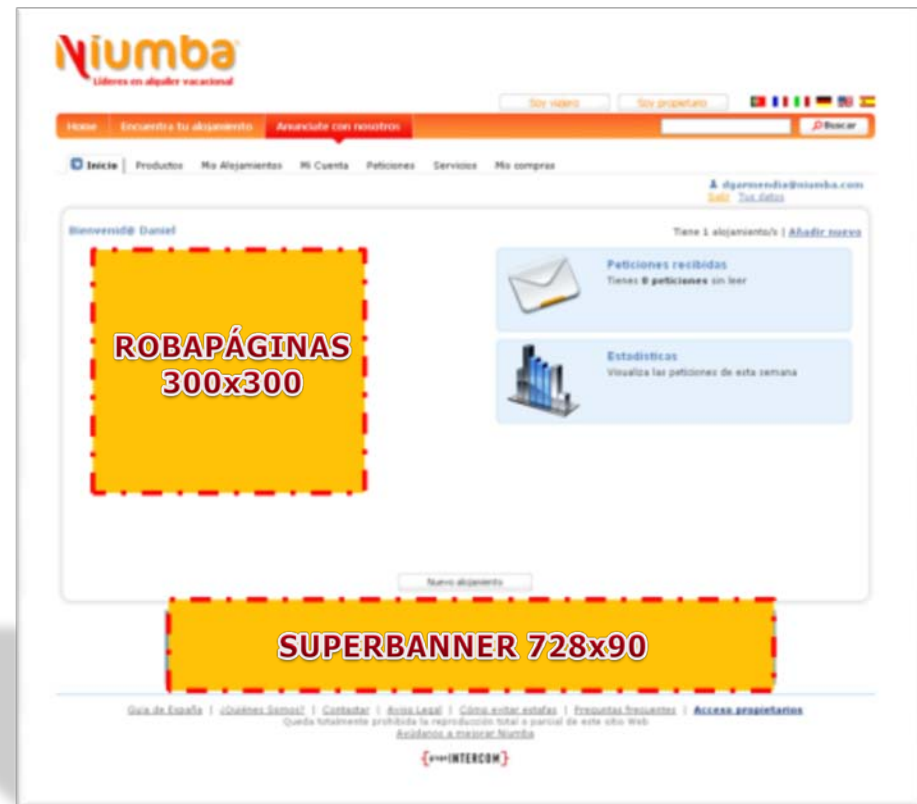 Niumba
Líderes en alquiler vacacional
Soy viajero Soy propietario
Home Encuentra tu alojamiento Anunciate con nosotros Buscar
Inicio Productos Mis Alojamientos Mi Cuenta Peticiones Servicios Mis compras
dgarmendia@niumba.com
Salir Tus datos
Bienvenid@ Daniel Tiene 1 alojamiento/s | Añadir nuevo
Peticiones recibidas
Tienes 0 peticiones sin leer
ROBAPÁGINAS
300x300
Estadísticas
Visualiza las peticiones de esta semana
Nuevo alojamiento
SUPERBANNER 728x90
Guia de España | ¿Quiénes Somos? | Contactar | Aviso Legal | Cómo evitar estafas | Preguntas frecuentes | Acceso propietarios
Queda totalmente prohibida la reproducción total o parcial de este sitio Web
Ayúdanos a mejorar Niumba
{grupoINTERCOM}